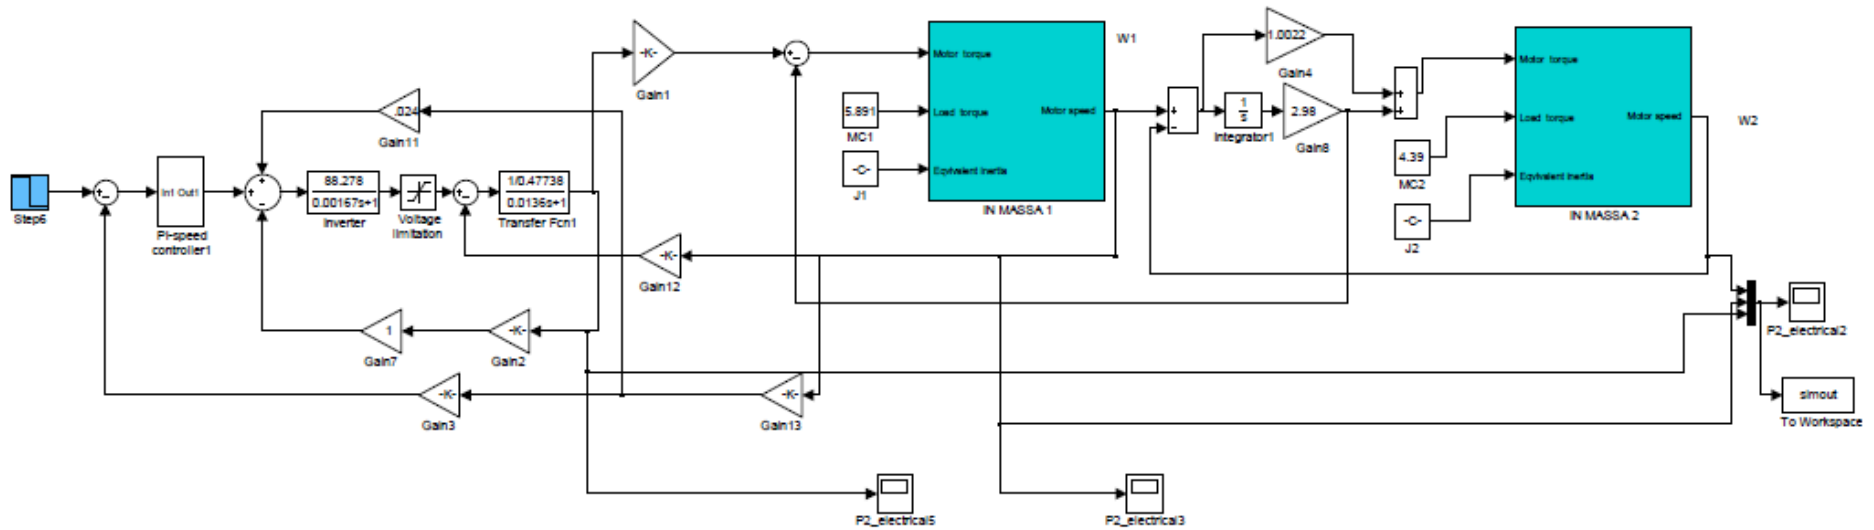 Step6
In1 Out1
PI-speed
controller1
.024
Gain11
88.278
0.00167s+1
Inverter
Voltage
limitation
1/0.47738
0.0136s+1
Transfer Fcn1
-K-
Gain1
Motor torque
Load torque
Equivalent Inertia
Motor speed
IN MASSA 1
5.891
MC1
-C-
J1
W1
1.0022
Gain4
1
s
Integrator1
2.98
Gain8
Motor torque
Load torque
Equivalent Inertia
Motor speed
IN MASSA 2
4.39
MC2
-C-
J2
W2
-K-
Gain12
1
Gain7
-K-
Gain2
-K-
Gain3
-K-
Gain13
P2_electrical2
simout
To Workspace
P2_electrical5
P2_electrical3